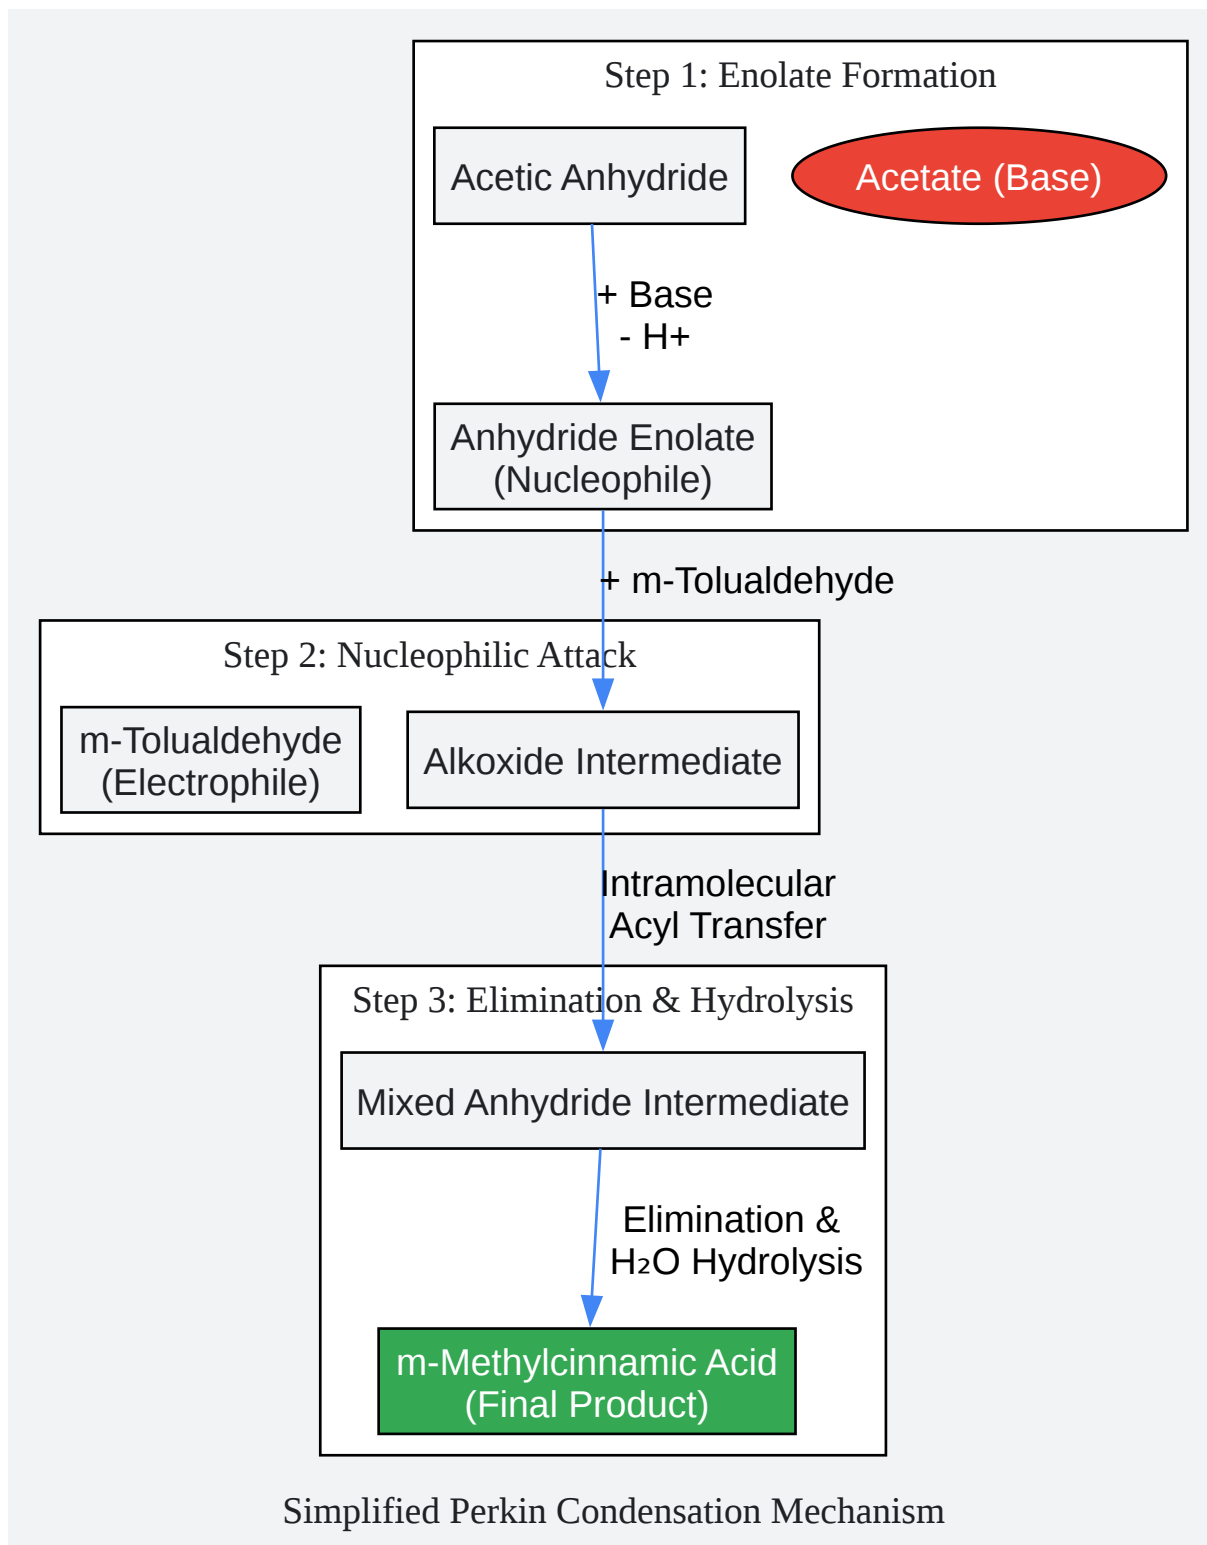 Step 1: Enolate Formation
Acetic Anhydride
Acetate (Base)
+ Base
- H+
Anhydride Enolate
(Nucleophile)
+ m-Tolualdehyde
Step 2: Nucleophilic Attack
m-Tolualdehyde
(Electrophile)
Alkoxide Intermediate
Intramolecular
Acyl Transfer
Step 3: Elimination & Hydrolysis
Mixed Anhydride Intermediate
Elimination &
H₂O Hydrolysis
m-Methylcinnamic Acid
(Final Product)
Simplified Perkin Condensation Mechanism